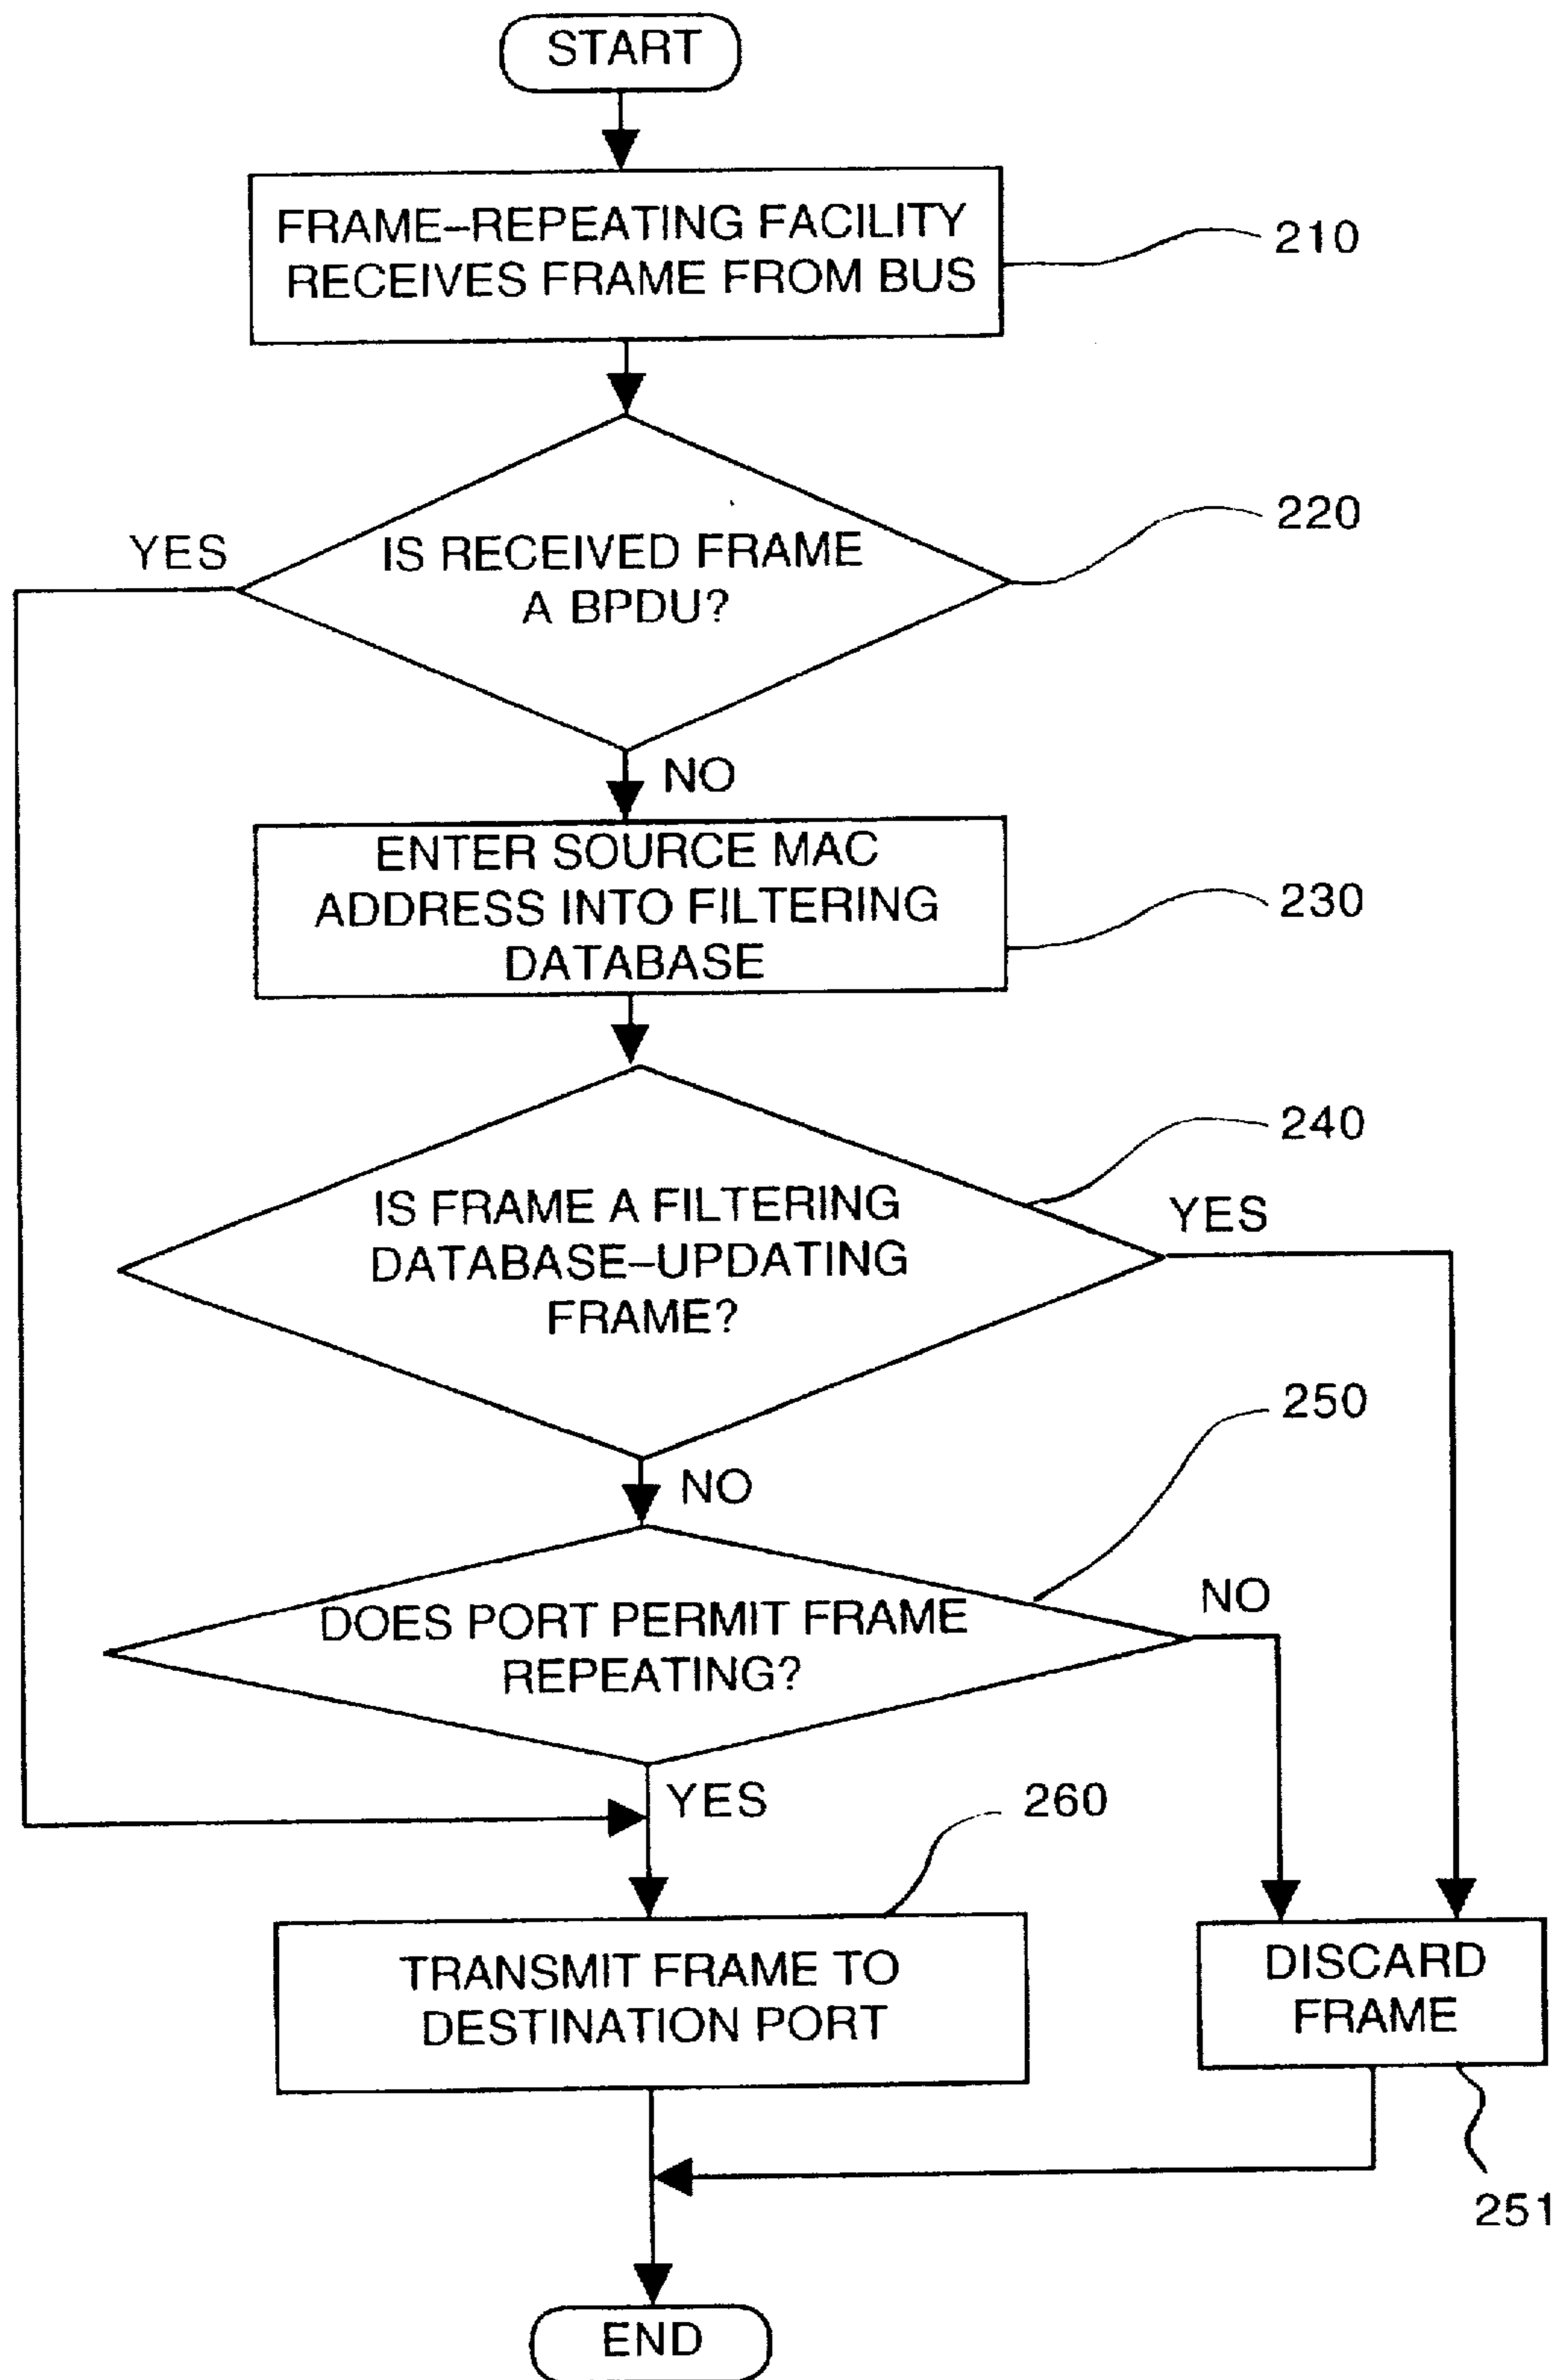 START
FRAME–REPEATING FACILITY
RECEIVES FRAME FROM BUS
210
220
YES
IS RECEIVED FRAME
A BPDU?
NO
ENTER SOURCE MAC
ADDRESS INTO FILTERING
DATABASE
230
240
IS FRAME A FILTERING
DATABASE–UPDATING
FRAME?
YES
250
NO
DOES PORT PERMIT FRAME
REPEATING?
NO
YES
260
TRANSMIT FRAME TO
DESTINATION PORT
DISCARD
FRAME
251
END